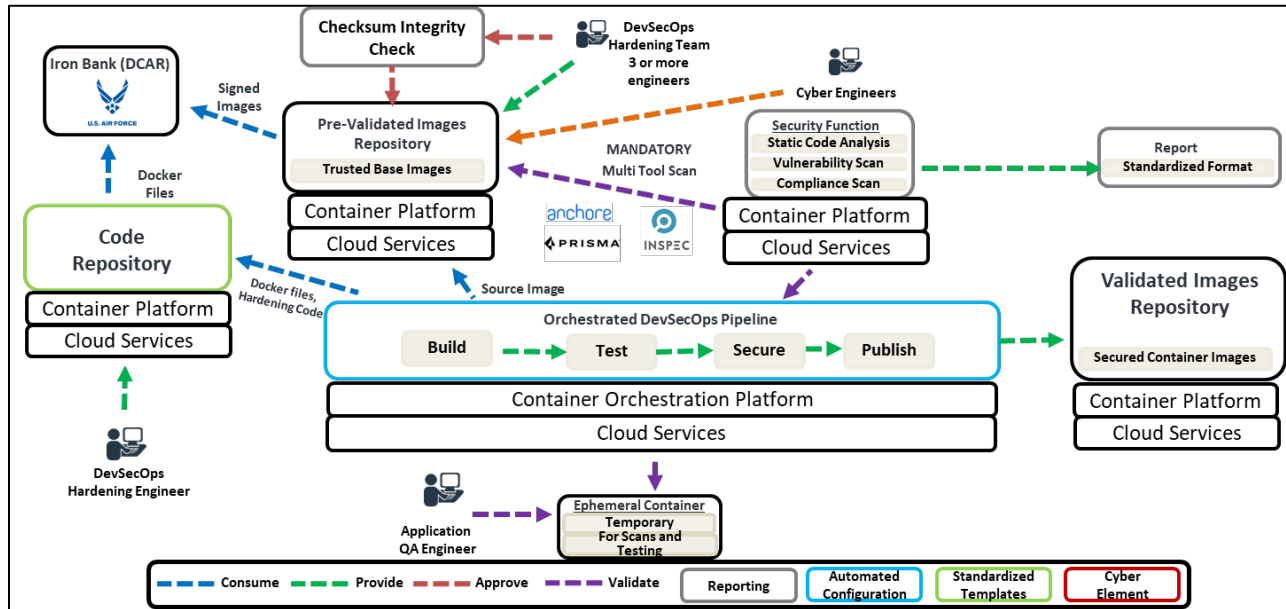 Checksum Integrity
Check
DevSecOps
Hardening Team
3 or more
engineers
Iron Bank (DCAR)
U.S. AIR FORCE
Signed
Images
Cyber Engineers
Pre-Validated Images
Repository
Trusted Base Images
Container Platform
Cloud Services
MANDATORY
Multi Tool Scan
anchore
PRISMA
INSPEC
Security Function
Static Code Analysis
Vulnerability Scan
Compliance Scan
Container Platform
Cloud Services
Report
Standardized Format
Docker
Files
Code
Repository
Container Platform
Cloud Services
Docker files,
Hardening Code
Source Image
Orchestrated DevSecOps Pipeline
Build
Test
Secure
Publish
Container Orchestration Platform
Cloud Services
Validated Images
Repository
Secured Container Images
Container Platform
Cloud Services
DevSecOps
Hardening Engineer
Application
QA Engineer
Ephemeral Container
Temporary
For Scans and
Testing
Consume
Provide
Approve
Validate
Reporting
Automated
Configuration
Standardized
Templates
Cyber
Element